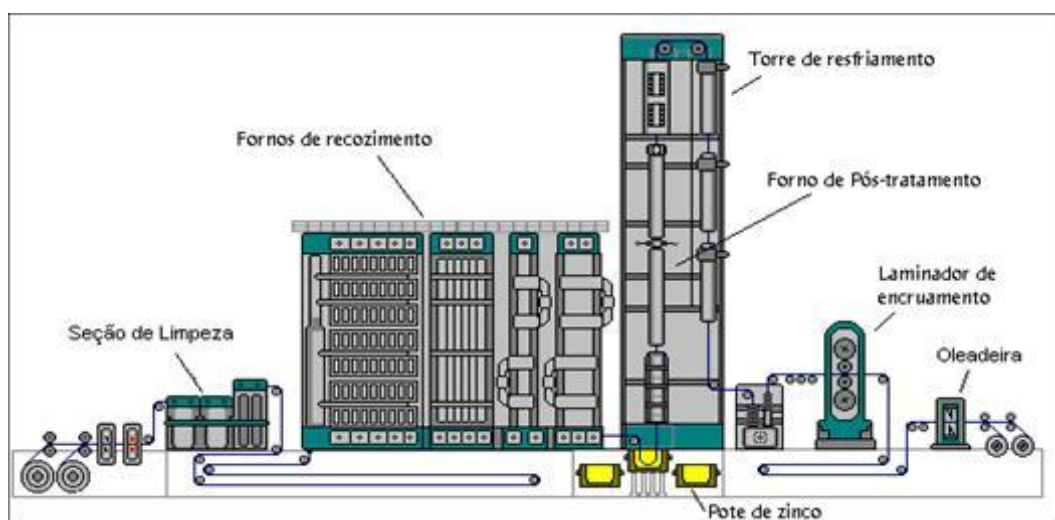 Torre de resfriamento
Fornos de recozimento
Forno de Pós-tratamento
Laminador de
encruamento
Seção de Limpeza
Oleadeira
Pote de zinco